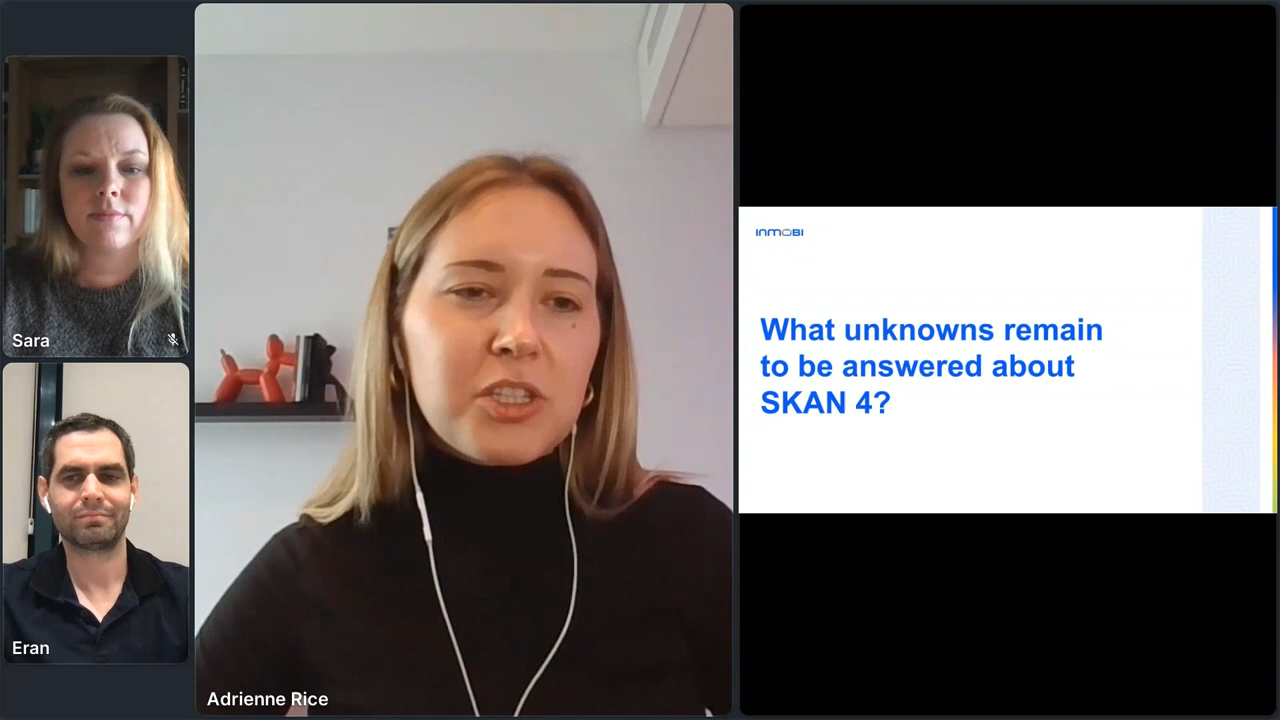 Sara
Eran
Adrienne Rice
INMOBI
What unknowns remain
to be answered about
SKAN 4?